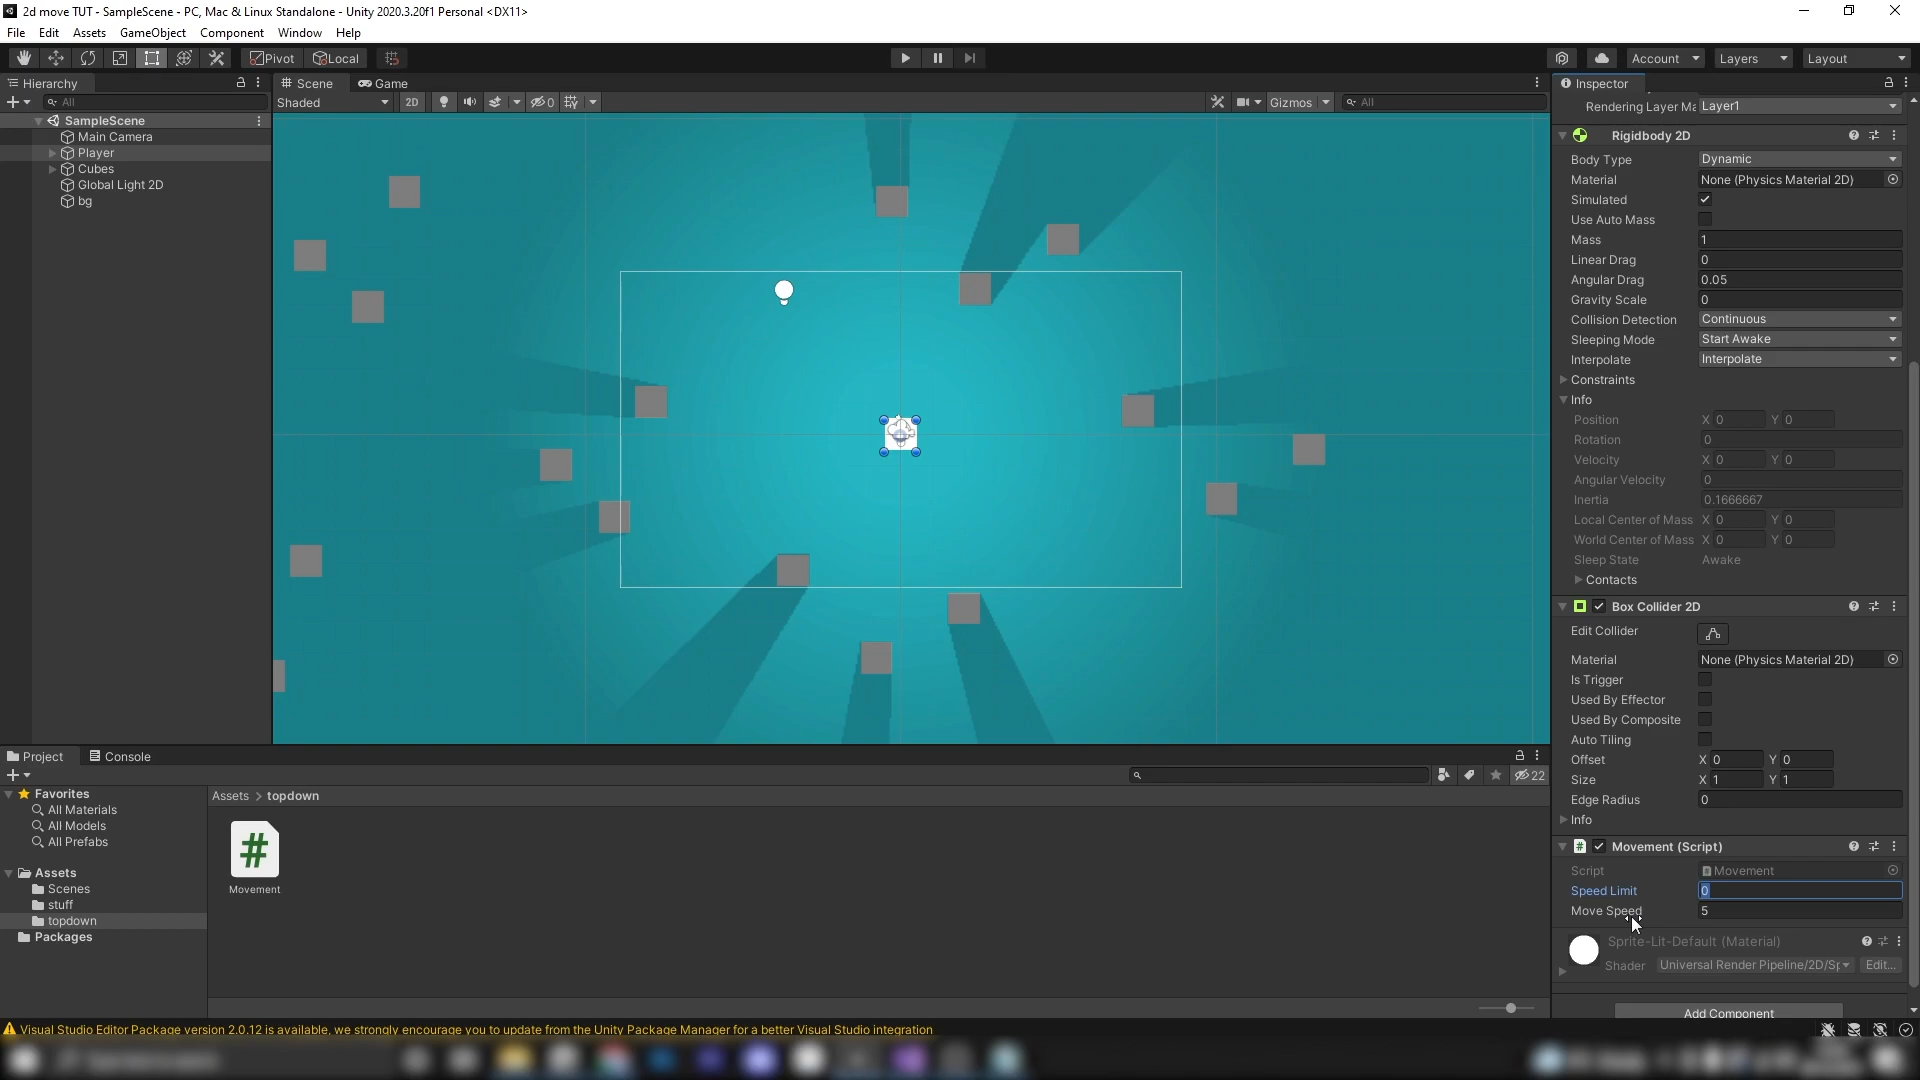 2d move TUT - SampleScene - PC, Mac & Linux Standalone - Unity 2020.3.20f1 Personal <DX11>
File Edit Assets GameObject Component Window Help
Pivot Local Account Layers Layout
Hierarchy
All
SampleScene
Main Camera
Player
Cubes
Global Light 2D
bg
Scene Game
Shaded 2D 0 Gizmos All
Inspector
Rendering Layer Ma Layer1
Rigidbody 2D
Body Type Dynamic
Material None (Physics Material 2D)
Simulated
Use Auto Mass
Mass 1
Linear Drag 0
Angular Drag 0.05
Gravity Scale 0
Collision Detection Continuous
Sleeping Mode Start Awake
Interpolate Interpolate
Constraints
Info
Position X 0 Y 0
Rotation 0
Velocity X 0 Y 0
Angular Velocity 0
Inertia 0.1666667
Local Center of Mass X 0 Y 0
World Center of Mass X 0 Y 0
Sleep State Awake
Contacts
Box Collider 2D
Edit Collider
Material None (Physics Material 2D)
Is Trigger
Used By Effector
Used By Composite
Auto Tiling
Offset X 0 Y 0
Size X 1 Y 1
Edge Radius 0
Info
Movement (Script)
Script Movement
Speed Limit 0
Move Speed 5
Sprite-Lit-Default (Material)
Shader Universal Render Pipeline/2D/Sp Edit...
Add Component
Project Console
22
Favorites
All Materials
All Models
All Prefabs
Assets
Scenes
stuff
topdown
Packages
Assets > topdown
#
Movement
Visual Studio Editor Package version 2.0.12 is available, we strongly encourage you to update from the Unity Package Manager for a better Visual Studio integration